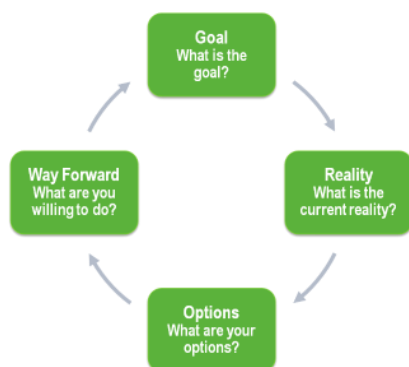 Goal
What is the
goal?
Reality
What is the
current reality?
Options
What are your
options?
Way Forward
What are you
willing to do?